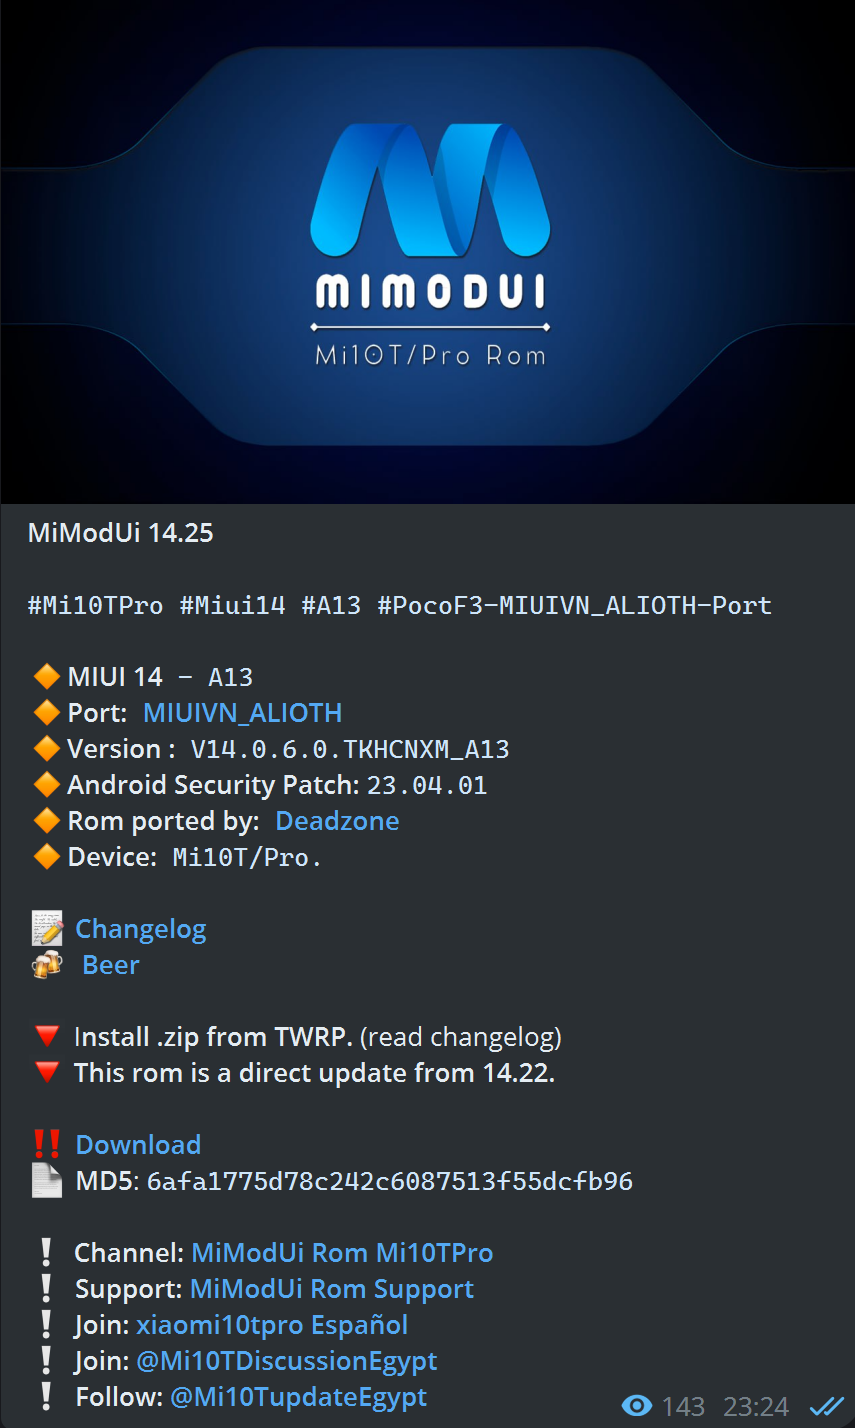 MIMODUI
Mi10T/Pro Rom
MiModUi 14.25
#Mi10TPro #Miui14 #A13 #PocoF3-MIUIVN_ALIOTH-Port
🔶 MIUI 14 - A13
🔶 Port: MIUIVN_ALIOTH
🔶 Version : V14.0.6.0.TKHCNXM_A13
🔶 Android Security Patch: 23.04.01
🔶 Rom ported by: Deadzone
🔶 Device: Mi10T/Pro.
📝 Changelog
🍻 Beer
🔻 Install .zip from TWRP. (read changelog)
🔻 This rom is a direct update from 14.22.
‼️ Download
📄 MD5: 6afa1775d78c242c6087513f55dcfb96
❕ Channel: MiModUi Rom Mi10TPro
❕ Support: MiModUi Rom Support
❕ Join: xiaomi10tpro Español
❕ Join: @Mi10TDiscussionEgypt
❕ Follow: @Mi10TupdateEgypt
143 23:24